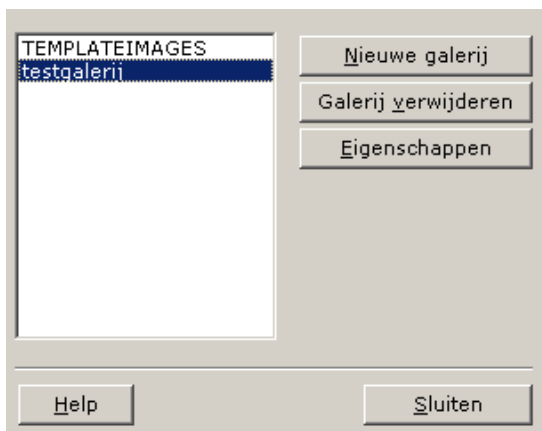 TEMPLATEIMAGES
testgalerij
Nieuwe galerij
Galerij verwijderen
Eigenschappen
Help
Sluiten